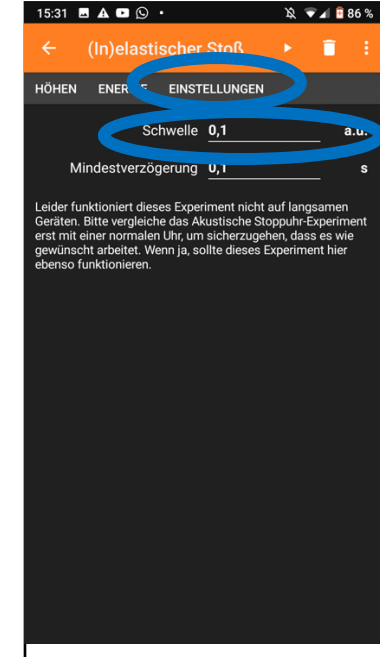 15:31 86 %
(In)elastischer Stoß
HÖHEN ENERGIE EINSTELLUNGEN
Schwelle 0,1 a.u.
Mindestverzögerung 0,1 s
Leider funktioniert dieses Experiment nicht auf langsamen
Geräten. Bitte vergleiche das Akustische Stoppuhr-Experiment
erst mit einer normalen Uhr, um sicherzugehen, dass es wie
gewünscht arbeitet. Wenn ja, sollte dieses Experiment hier
ebenso funktionieren.